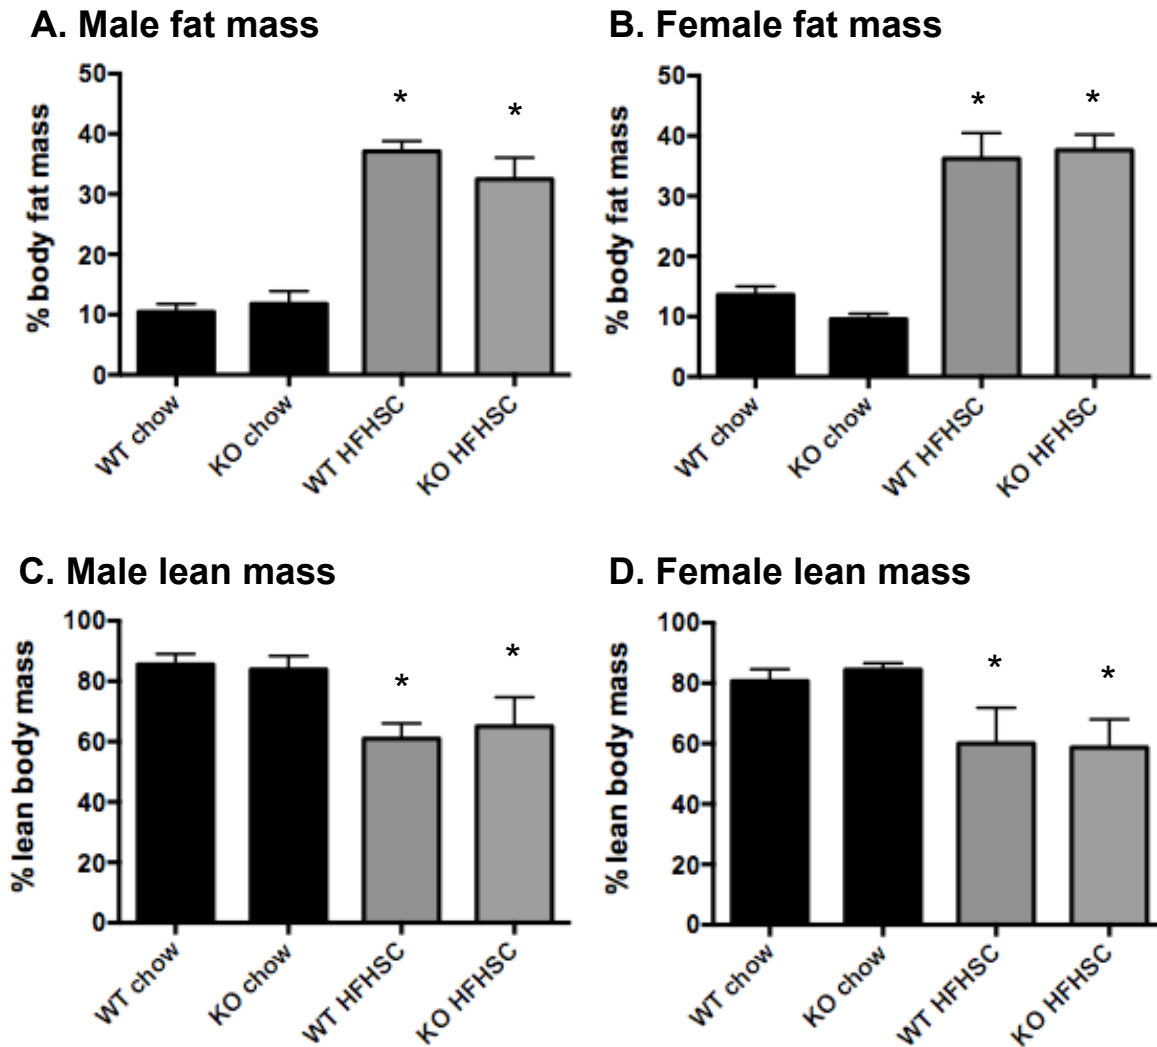 A. Male fat mass
% body fat mass
50
40
30
20
10
0
*
*
WT chow
KO chow
WT HFHSC
KO HFHSC
B. Female fat mass
% body fat mass
50
40
30
20
10
0
*
*
WT chow
KO chow
WT HFHSC
KO HFHSC
C. Male lean mass
% lean body mass
100
80
60
40
20
0
*
*
WT chow
KO chow
WT HFHSC
KO HFHSC
D. Female lean mass
% lean body mass
100
80
60
40
20
0
*
*
WT chow
KO chow
WT HFHSC
KO HFHSC